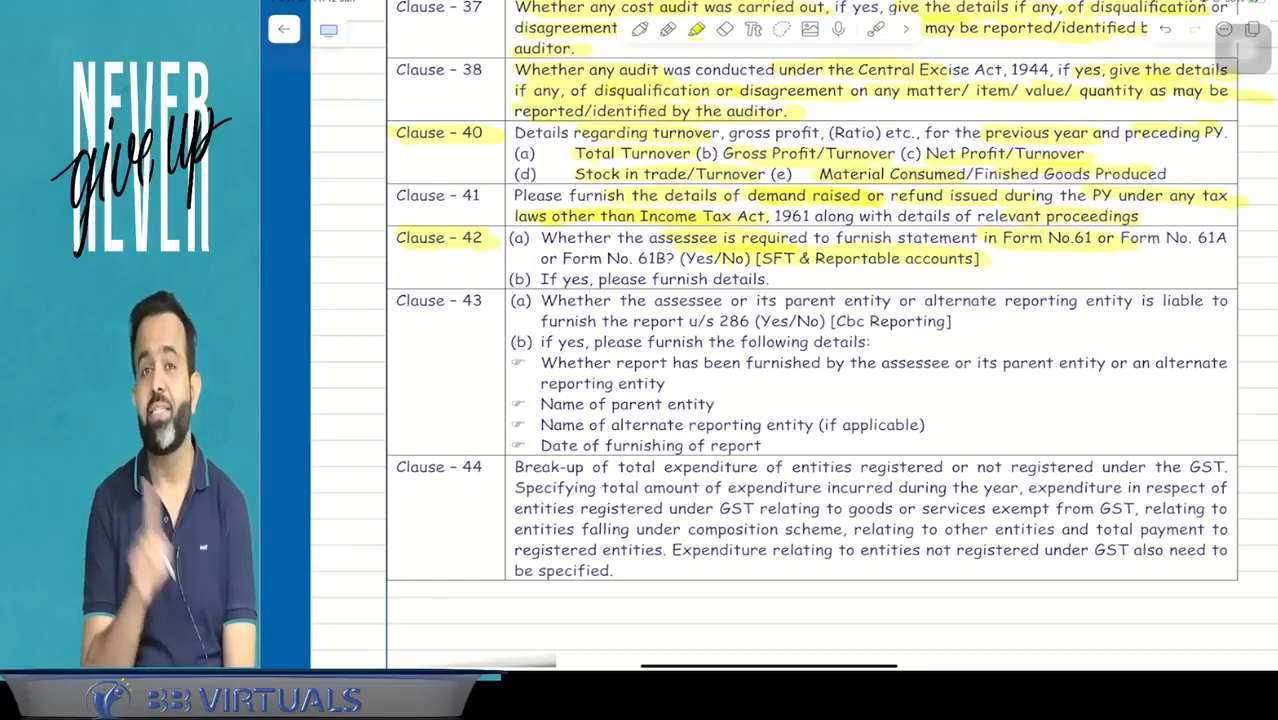 Clause – 37
Whether any cost audit was carried out, if yes, give the details if any, of disqualification or
disagreement may be reported/identified b
auditor.
Clause – 38
Whether any audit was conducted under the Central Excise Act, 1944, if yes, give the details
if any, of disqualification or disagreement on any matter/ item/ value/ quantity as may be
reported/identified by the auditor.
Clause – 40
Details regarding turnover, gross profit, (Ratio) etc., for the previous year and preceding PY.
(a) Total Turnover (b) Gross Profit/Turnover (c) Net Profit/Turnover
(d) Stock in trade/Turnover (e) Material Consumed/Finished Goods Produced
Clause – 41
Please furnish the details of demand raised or refund issued during the PY under any tax
laws other than Income Tax Act, 1961 along with details of relevant proceedings
Clause – 42
(a) Whether the assessee is required to furnish statement in Form No.61 or Form No. 61A
or Form No. 61B? (Yes/No) [SFT & Reportable accounts]
(b) If yes, please furnish details.
Clause – 43
(a) Whether the assessee or its parent entity or alternate reporting entity is liable to
furnish the report u/s 286 (Yes/No) [Cbc Reporting]
(b) if yes, please furnish the following details:
Whether report has been furnished by the assessee or its parent entity or an alternate
reporting entity
Name of parent entity
Name of alternate reporting entity (if applicable)
Date of furnishing of report
Clause – 44
Break-up of total expenditure of entities registered or not registered under the GST.
Specifying total amount of expenditure incurred during the year, expenditure in respect of
entities registered under GST relating to goods or services exempt from GST, relating to
entities falling under composition scheme, relating to other entities and total payment to
registered entities. Expenditure relating to entities not registered under GST also need to
be specified.
NEVER
give up
NEVER
BB VIRTUALS